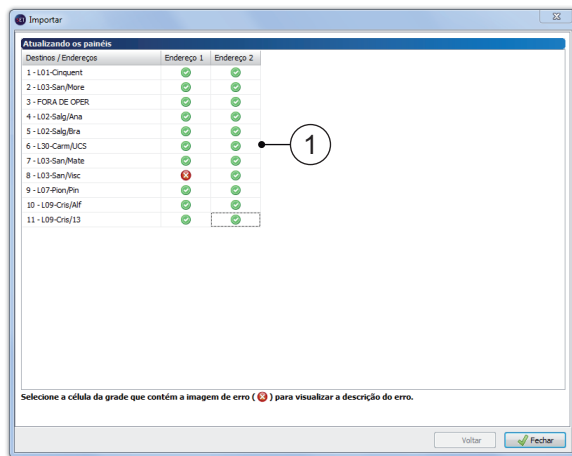 Importar
Atualizando os painéis
Destinos / Endereços Endereço 1 Endereço 2
1 - L01-Cinquent
2 - L03-San/More
3 - FORA DE OPER
4 - L02-Salg/Ana
5 - L02-Salg/Bra
6 - L30-Carm/UCS
1
7 - L03-San/Mate
8 - L03-San/Visc
9 - L07-Pion/Pin
10 - L09-Cris/Alf
11 - L09-Cris/13
Selecione a célula da grade que contém a imagem de erro ( ) para visualizar a descrição do erro.
Voltar Fechar